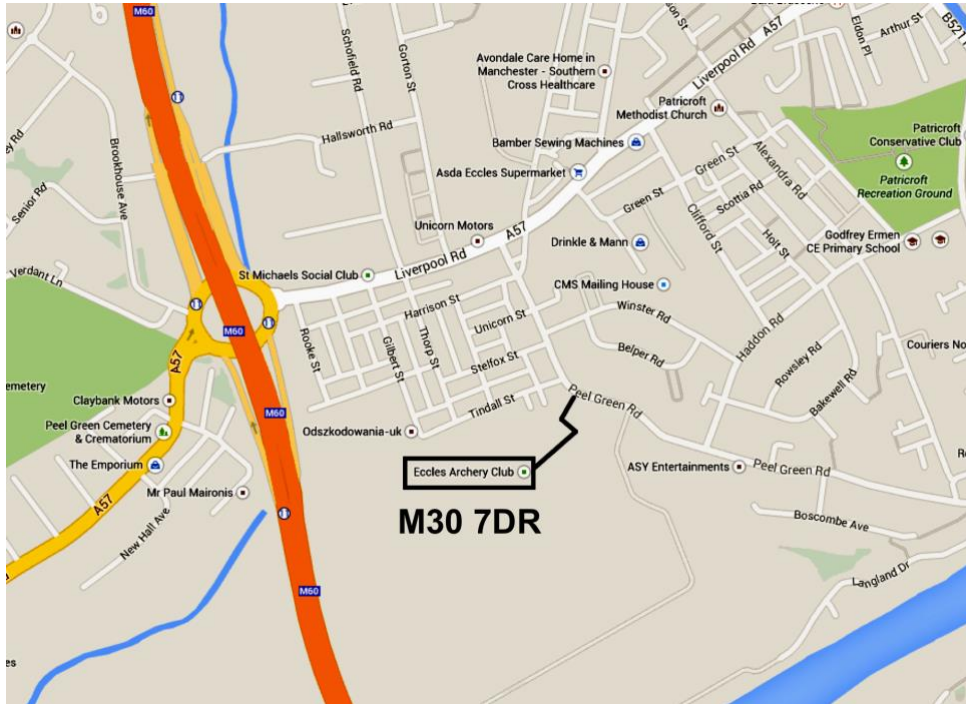 M60
Schofield Rd
Gorton St
Liverpool Rd
A57
Eldon Pl
Arthur St
B5211
Avondale Care Home in
Manchester - Southern
Cross Healthcare
Patricroft
Methodist Church
Patricroft
Conservative Club
Patricroft
Recreation Ground
Hallsworth Rd
Brookhouse Ave
Bamber Sewing Machines
Asda Eccles Supermarket
Green St
Alexandra Rd
Scottia Rd
Clifford St
Holt St
Green St
Senior Rd
Unicorn Motors
A57
Liverpool Rd
Drinkle & Mann
Godfrey Ermen
CE Primary School
Verdant Ln
St Michaels Social Club
CMS Mailing House
Harrison St
Unicorn St
Winster Rd
M60
Rooke St
Gilbert St
Thorp St
Stelfox St
Belper Rd
Haddon Rd
Rowsley Rd
Bakewell Rd
Couriers No
A57
emetery
Claybank Motors
M60
Tindall St
Peel Green Rd
Peel Green Cemetery
& Crematorium
Odszkodowania-uk
The Emporium
Eccles Archery Club
ASY Entertainments
Peel Green Rd
Mr Paul Maironis
A57
New Hall Ave
M30 7DR
Boscombe Ave
Langland Dr
M60
es